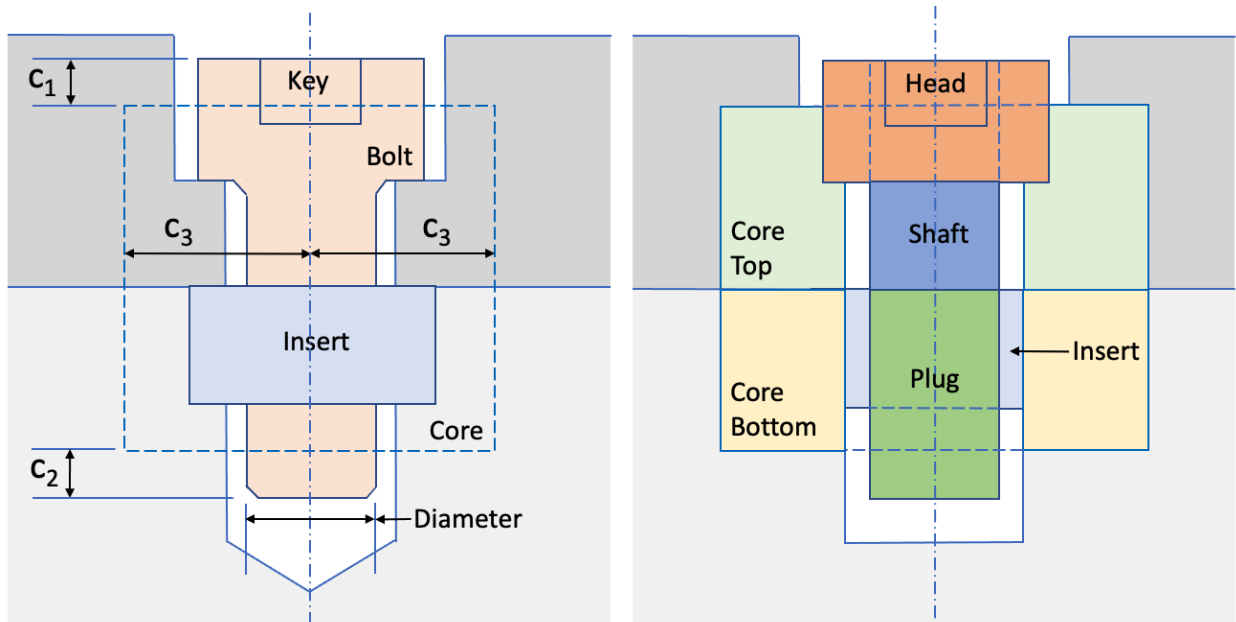 C1
Key
Bolt
C3
C3
Insert
Core
C2
Diameter
Head
Core
Top
Shaft
Insert
Plug
Core
Bottom